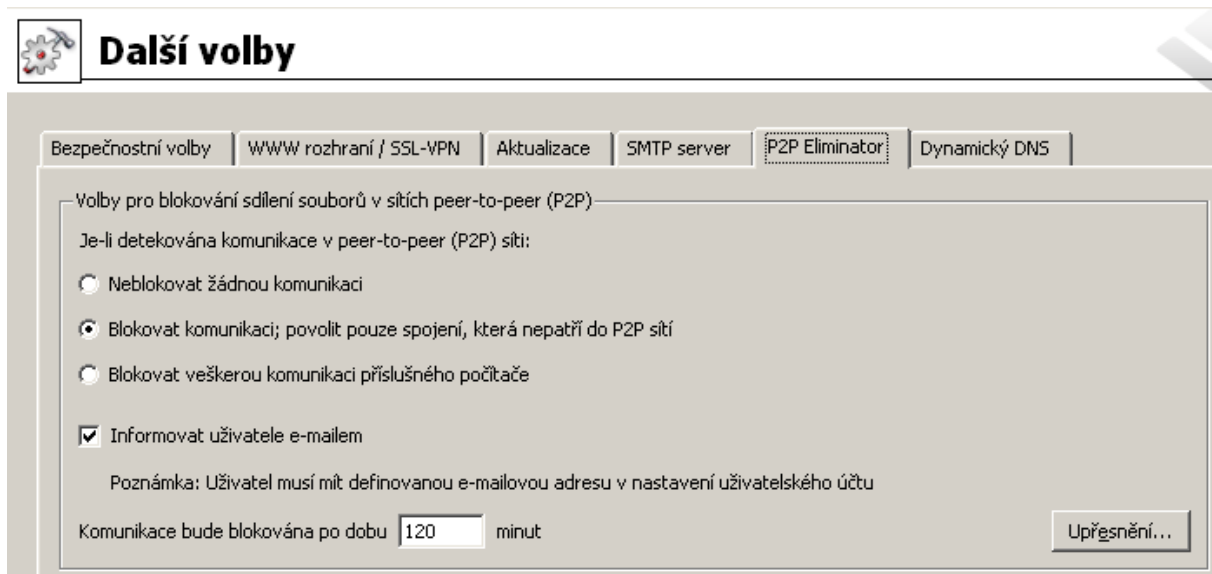 Další volby
Bezpečnostní volby WWW rozhraní / SSL-VPN Aktualizace SMTP server P2P Eliminator Dynamický DNS
Volby pro blokování sdílení souborů v sítích peer-to-peer (P2P)
Je-li detekována komunikace v peer-to-peer (P2P) síti:
Neblokovat žádnou komunikaci
Blokovat komunikaci; povolit pouze spojení, která nepatří do P2P sítí
Blokovat veškerou komunikaci příslušného počítače
Informovat uživatele e-mailem
Poznámka: Uživatel musí mít definovanou e-mailovou adresu v nastavení uživatelského účtu
Komunikace bude blokována po dobu 120 minut Upřesnění...